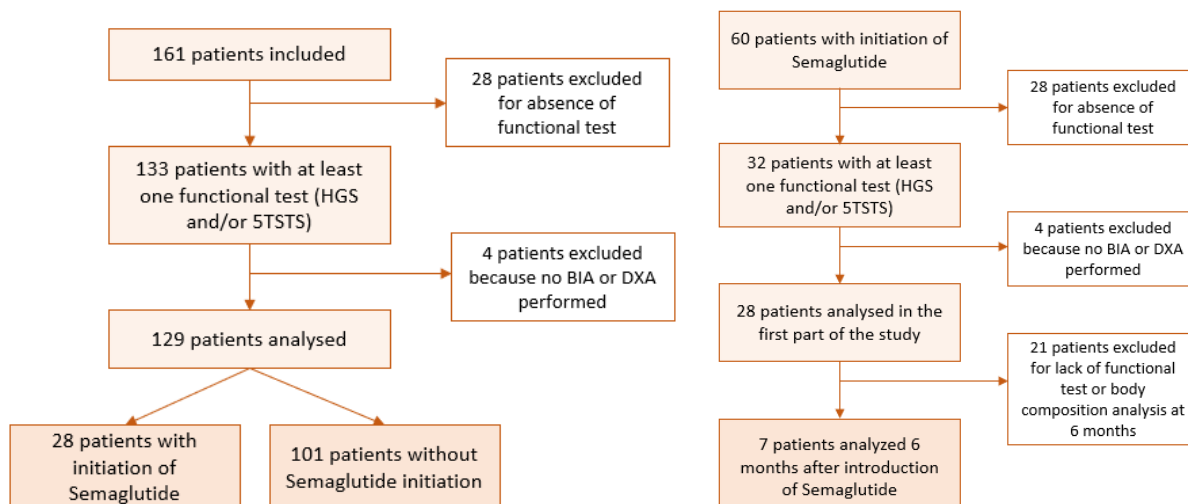 161 patients included
28 patients excluded
for absence of
functional test
133 patients with at least
one functional test (HGS
and/or 5TSTS)
4 patients excluded
because no BIA or DXA
performed
129 patients analysed
28 patients with
initiation of
Semaglutide
101 patients without
Semaglutide initiation
60 patients with initiation of
Semaglutide
28 patients excluded
for absence of
functional test
32 patients with at least
one functional test (HGS
and/or 5TSTS)
4 patients excluded
because no BIA or DXA
performed
28 patients analysed in the
first part of the study
21 patients excluded
for lack of functional
test or body
composition analysis at
6 months
7 patients analyzed 6
months after introduction
of Semaglutide